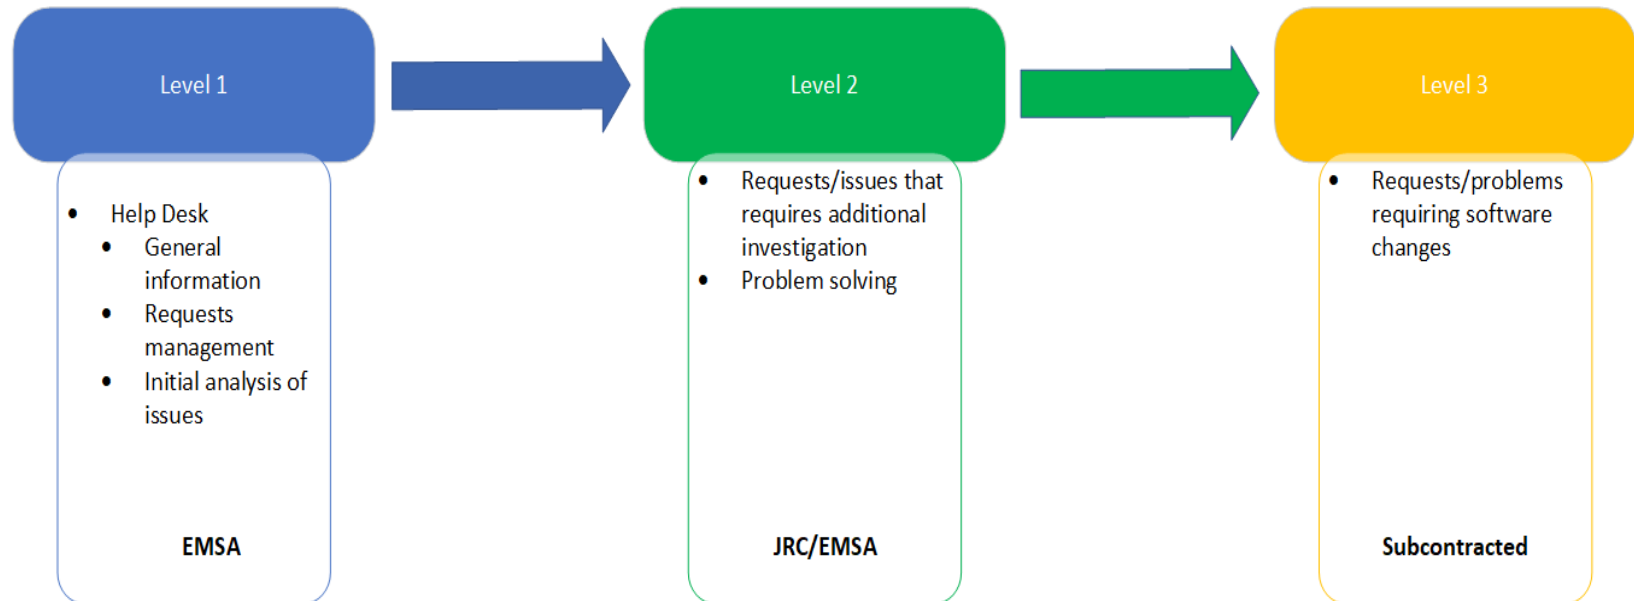 Level 1
• Help Desk
• General
information
• Requests
management
• Initial analysis of
issues
EMSA
Level 2
• Requests/issues that
requires additional
investigation
• Problem solving
JRC/EMSA
Level 3
• Requests/problems
requiring software
changes
Subcontracted